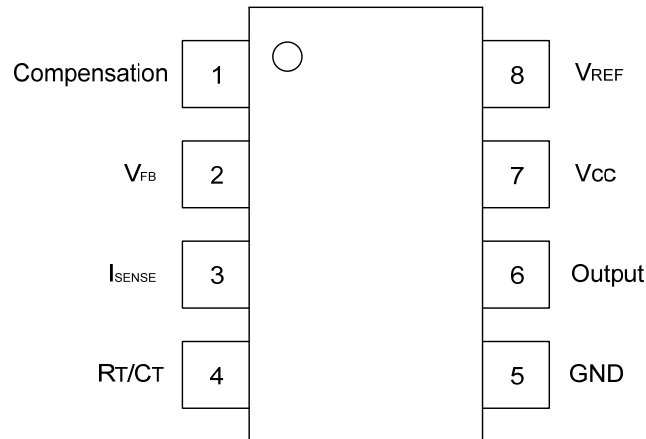 Compensation 1 8 VREF
VFB 2 7 VCC
ISENSE 3 6 Output
RT/CT 4 5 GND